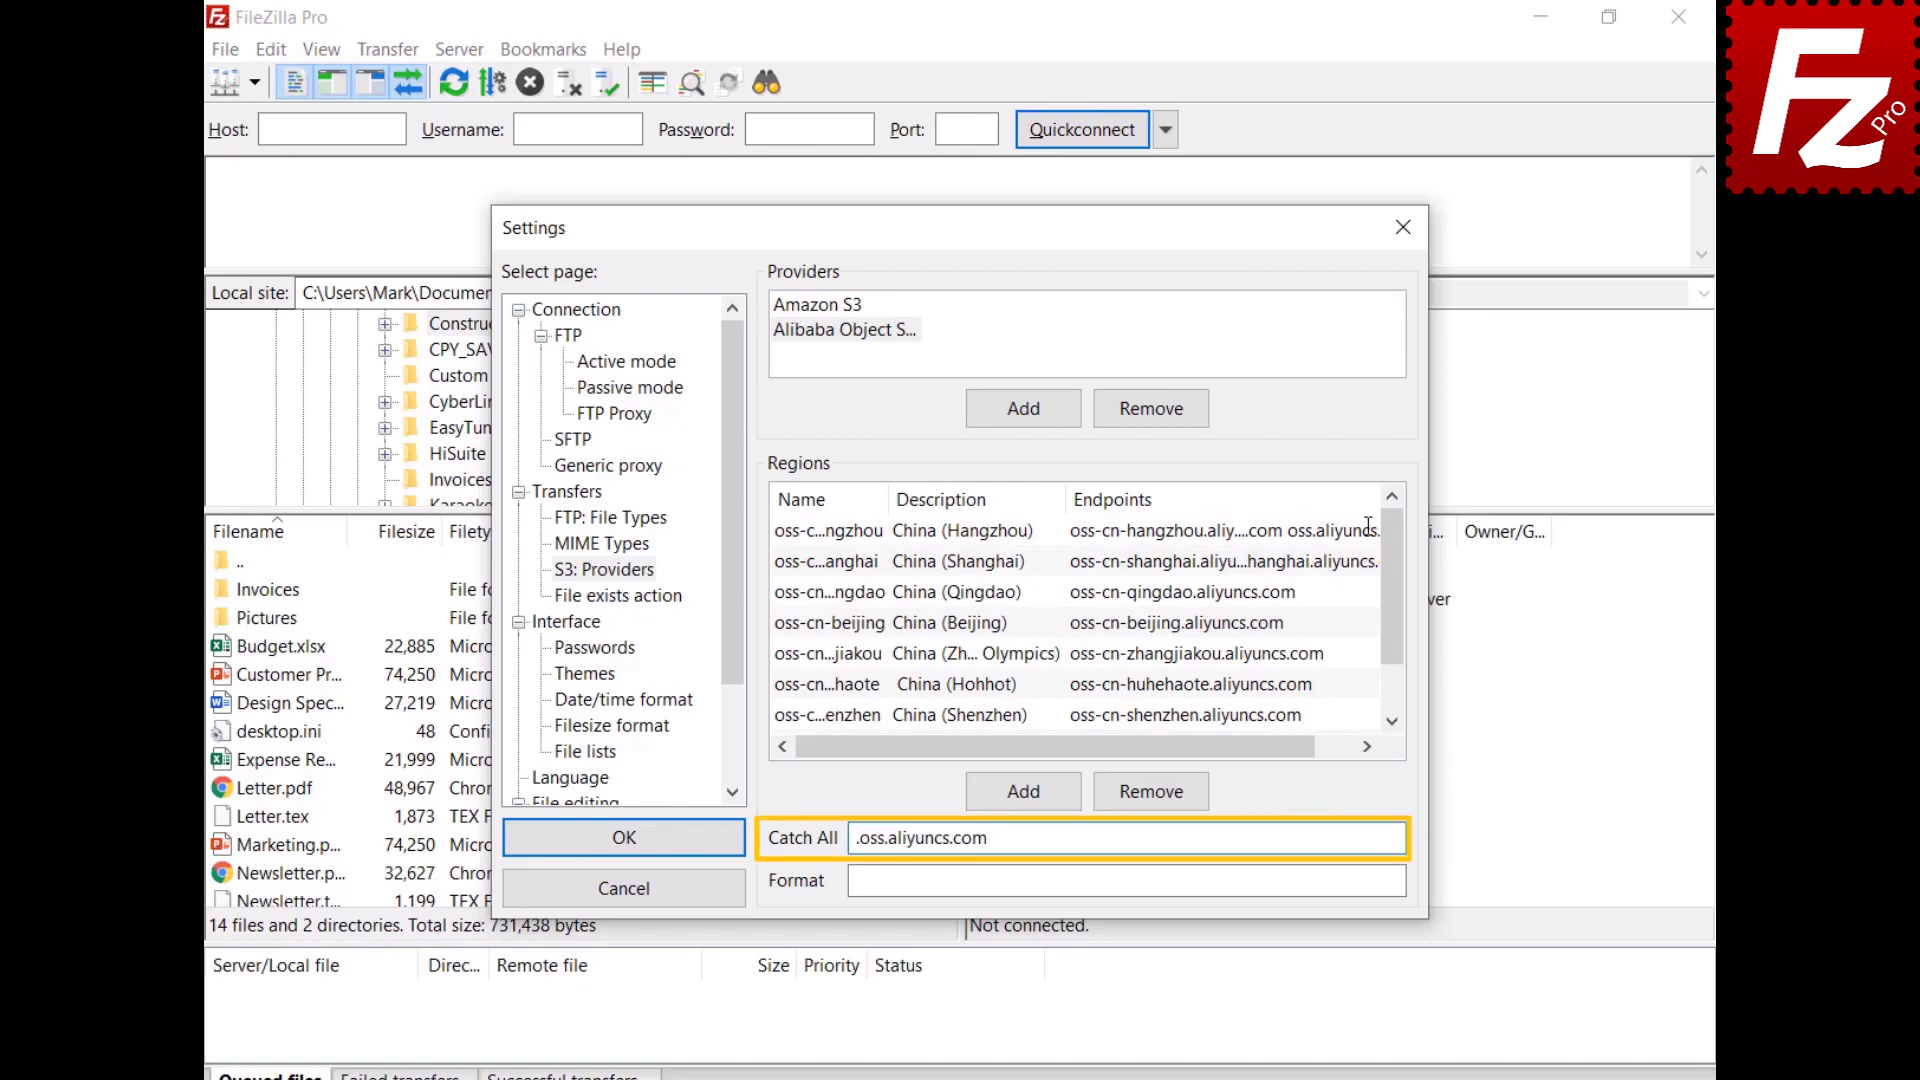 FileZilla Pro
File Edit View Transfer Server Bookmarks Help
Host: Username: Password: Port: Quickconnect
Fz Pro
Settings
Select page:
Connection
FTP
Active mode
Passive mode
FTP Proxy
SFTP
Generic proxy
Transfers
FTP: File Types
MIME Types
S3: Providers
File exists action
Interface
Passwords
Themes
Date/time format
Filesize format
File lists
Language
File editing
OK
Cancel
Providers
Amazon S3
Alibaba Object S...
Add Remove
Regions
Name Description Endpoints
oss-c...ngzhou China (Hangzhou) oss-cn-hangzhou.aliy....com oss.aliyuncs.
oss-c...anghai China (Shanghai) oss-cn-shanghai.aliyu...hanghai.aliyuncs.
oss-cn...ngdao China (Qingdao) oss-cn-qingdao.aliyuncs.com
oss-cn-beijing China (Beijing) oss-cn-beijing.aliyuncs.com
oss-cn...jiakou China (Zh... Olympics) oss-cn-zhangjiakou.aliyuncs.com
oss-cn...haote China (Hohhot) oss-cn-huhehaote.aliyuncs.com
oss-c...enzhen China (Shenzhen) oss-cn-shenzhen.aliyuncs.com
Add Remove
Catch All .oss.aliyuncs.com
Format
Local site: C:\Users\Mark\Documen
Constru
CPY_SAV
Custom
CyberLin
EasyTun
HiSuite
Invoices
Karaoke
Filename Filesize Filety
..
Invoices File fo
Pictures File fo
Budget.xlsx 22,885 Micro
Customer Pr... 74,250 Micro
Design Spec... 27,219 Micro
desktop.ini 48 Confi
Expense Re... 21,999 Micro
Letter.pdf 48,967 Chror
Letter.tex 1,873 TEX F
Marketing.p... 74,250 Micro
Newsletter.p... 32,627 Chror
Newsletter.t... 1,199 TEX F
14 files and 2 directories. Total size: 731,438 bytes
i... Owner/G...
ver
Not connected.
Server/Local file Direc... Remote file Size Priority Status
Queued files Failed transfers Successful transfers